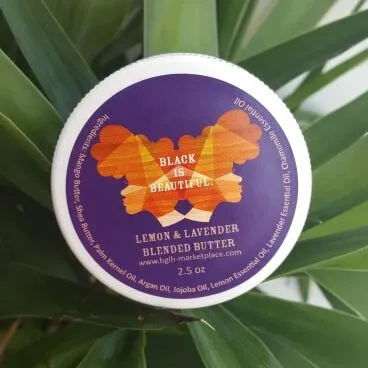 BLACK
IS
BEAUTIFUL.
LEMON & LAVENDER
BLENDED BUTTER
www.bglh-marketplace.com
2.5 oz
Ingredients: Mango Butter, Shea Butter, Palm Kernel Oil, Argan Oil, Jojoba Oil, Lemon Essential Oil, Lavender Essential Oil, Chamomile Essential Oil